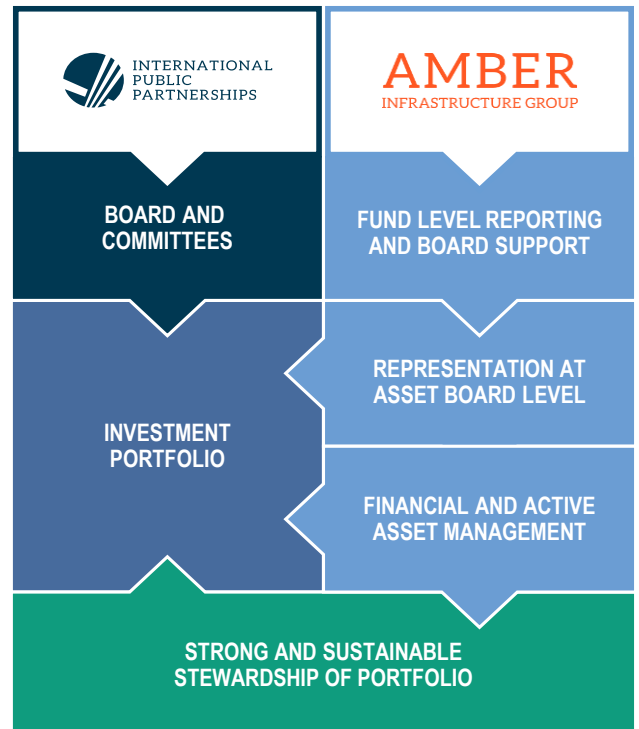 INTERNATIONAL
PUBLIC
PARTNERSHIPS
AMBER
INFRASTRUCTURE GROUP
BOARD AND
COMMITTEES
FUND LEVEL REPORTING
AND BOARD SUPPORT
REPRESENTATION AT
ASSET BOARD LEVEL
INVESTMENT
PORTFOLIO
FINANCIAL AND ACTIVE
ASSET MANAGEMENT
STRONG AND SUSTAINABLE
STEWARDSHIP OF PORTFOLIO